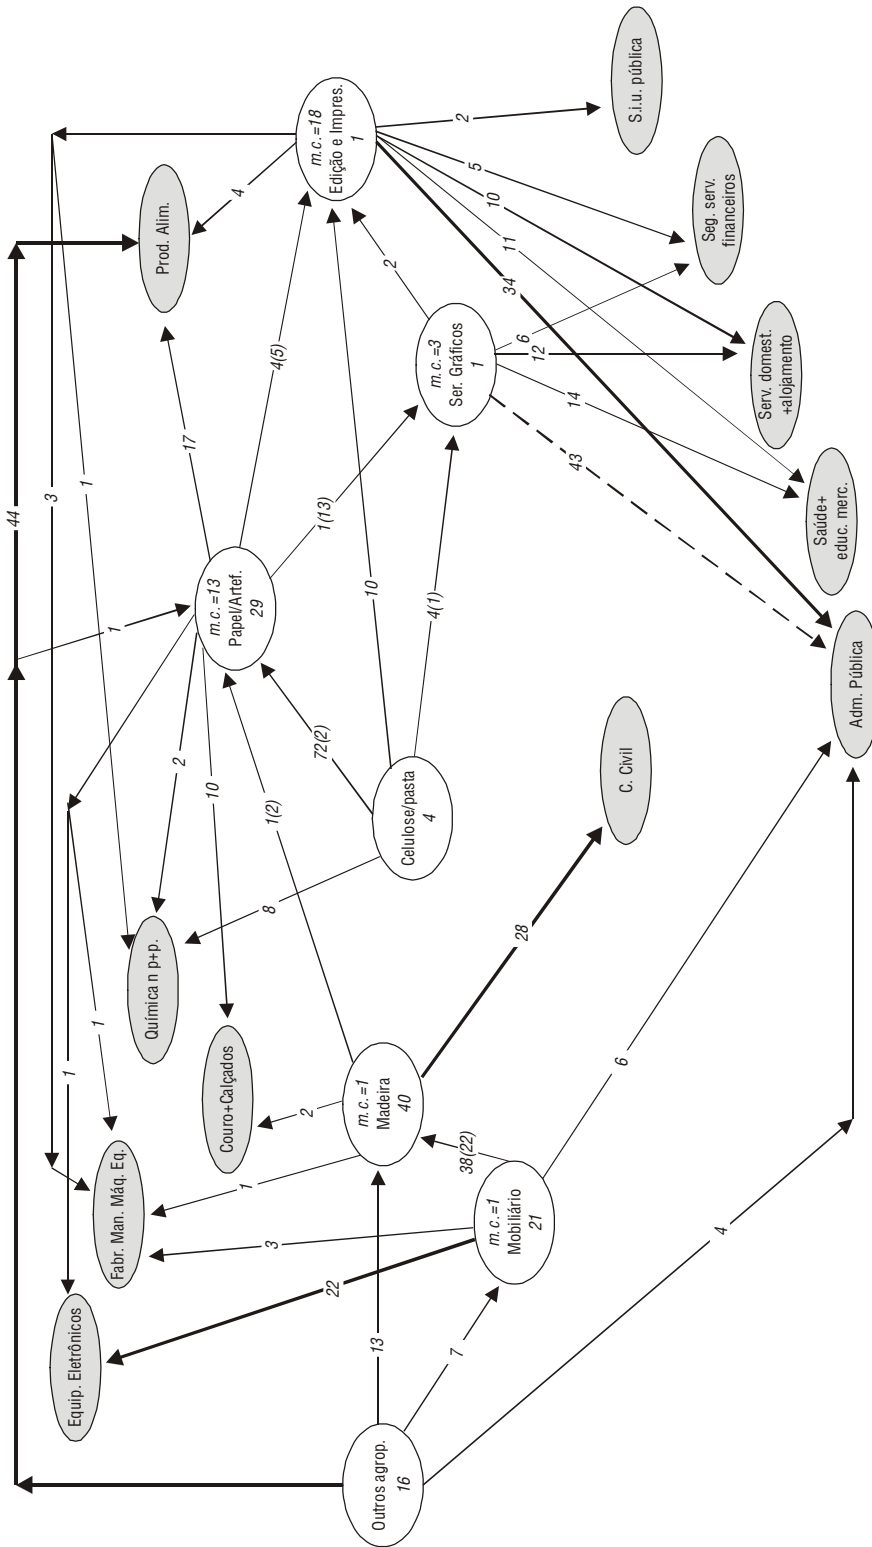 Outros agrop.
16
Equip. Eletrônicos
Fabr. Man. Máq. Eq.
Couro+Calçados
Química n p+p.
Prod. Alim.
m.c.=1
Mobiliário
21
m.c.=1
Madeira
40
Celulose/pasta
4
m.c.=13
Papel/Artef.
29
m.c.=3
Ser. Gráficos
1
m.c.=18
Edição e Impres.
1
C. Civil
Adm. Pública
Saúde+
educ. merc.
Serv. domest.
+alojamento
Seg. serv.
financeiros
S.i.u. pública
44
3
1
4
17
1
4(5)
2
10
1
1
2
1
3
22
13
7
38(22)
4
6
28
1(2)
8
72(2)
10
4(1)
1(13)
2
43
14
12
6
34
11
10
5
2